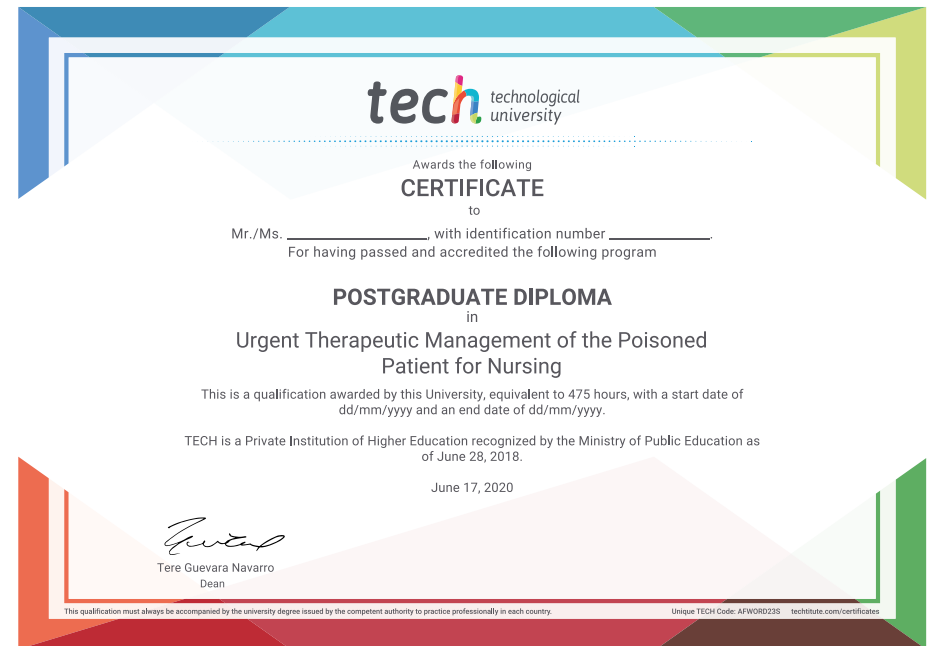 tech technological
university
Awards the following
CERTIFICATE
to
Mr./Ms. ____________________, with identification number ______________.
For having passed and accredited the following program
POSTGRADUATE DIPLOMA
in
Urgent Therapeutic Management of the Poisoned
Patient for Nursing
This is a qualification awarded by this University, equivalent to 475 hours, with a start date of
dd/mm/yyyy and an end date of dd/mm/yyyy.
TECH is a Private Institution of Higher Education recognized by the Ministry of Public Education as
of June 28, 2018.
June 17, 2020
Tere Guevara Navarro
Dean
This qualification must always be accompanied by the university degree issued by the competent authority to practice professionally in each country. Unique TECH Code: AFWORD23S techtitute.com/certificates